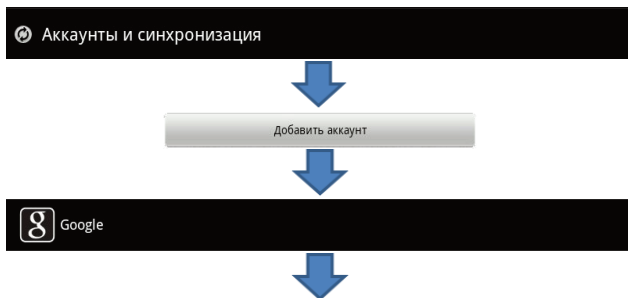 Аккаунты и синхронизация
Добавить аккаунт
Google